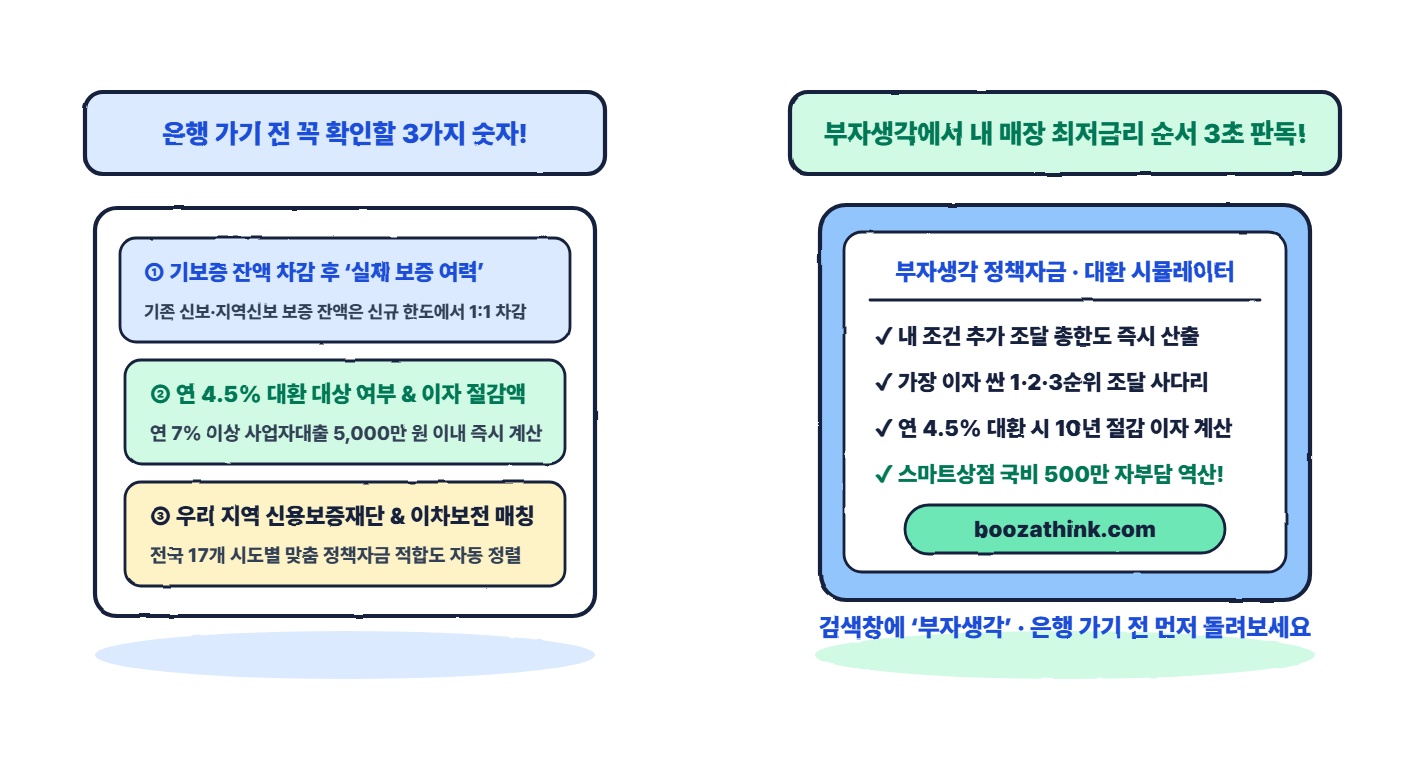 은행 가기 전 꼭 확인할 3가지 숫자!
① 기보증 잔액 차감 후 ‘실제 보증 여력’
기존 신보·지역신보 보증 잔액은 신규 한도에서 1:1 차감
② 연 4.5% 대환 대상 여부 & 이자 절감액
연 7% 이상 사업자대출 5,000만 원 이내 즉시 계산
③ 우리 지역 신용보증재단 & 이차보전 매칭
전국 17개 시도별 맞춤 정책자금 적합도 자동 정렬
부자생각에서 내 매장 최저금리 순서 3초 판독!
부자생각 정책자금 · 대환 시뮬레이터
✓ 내 조건 추가 조달 총한도 즉시 산출
✓ 가장 이자 싼 1·2·3순위 조달 사다리
✓ 연 4.5% 대환 시 10년 절감 이자 계산
✓ 스마트상점 국비 500만 자부담 역산!
boozathink.com
검색창에 ‘부자생각’ · 은행 가기 전 먼저 돌려보세요